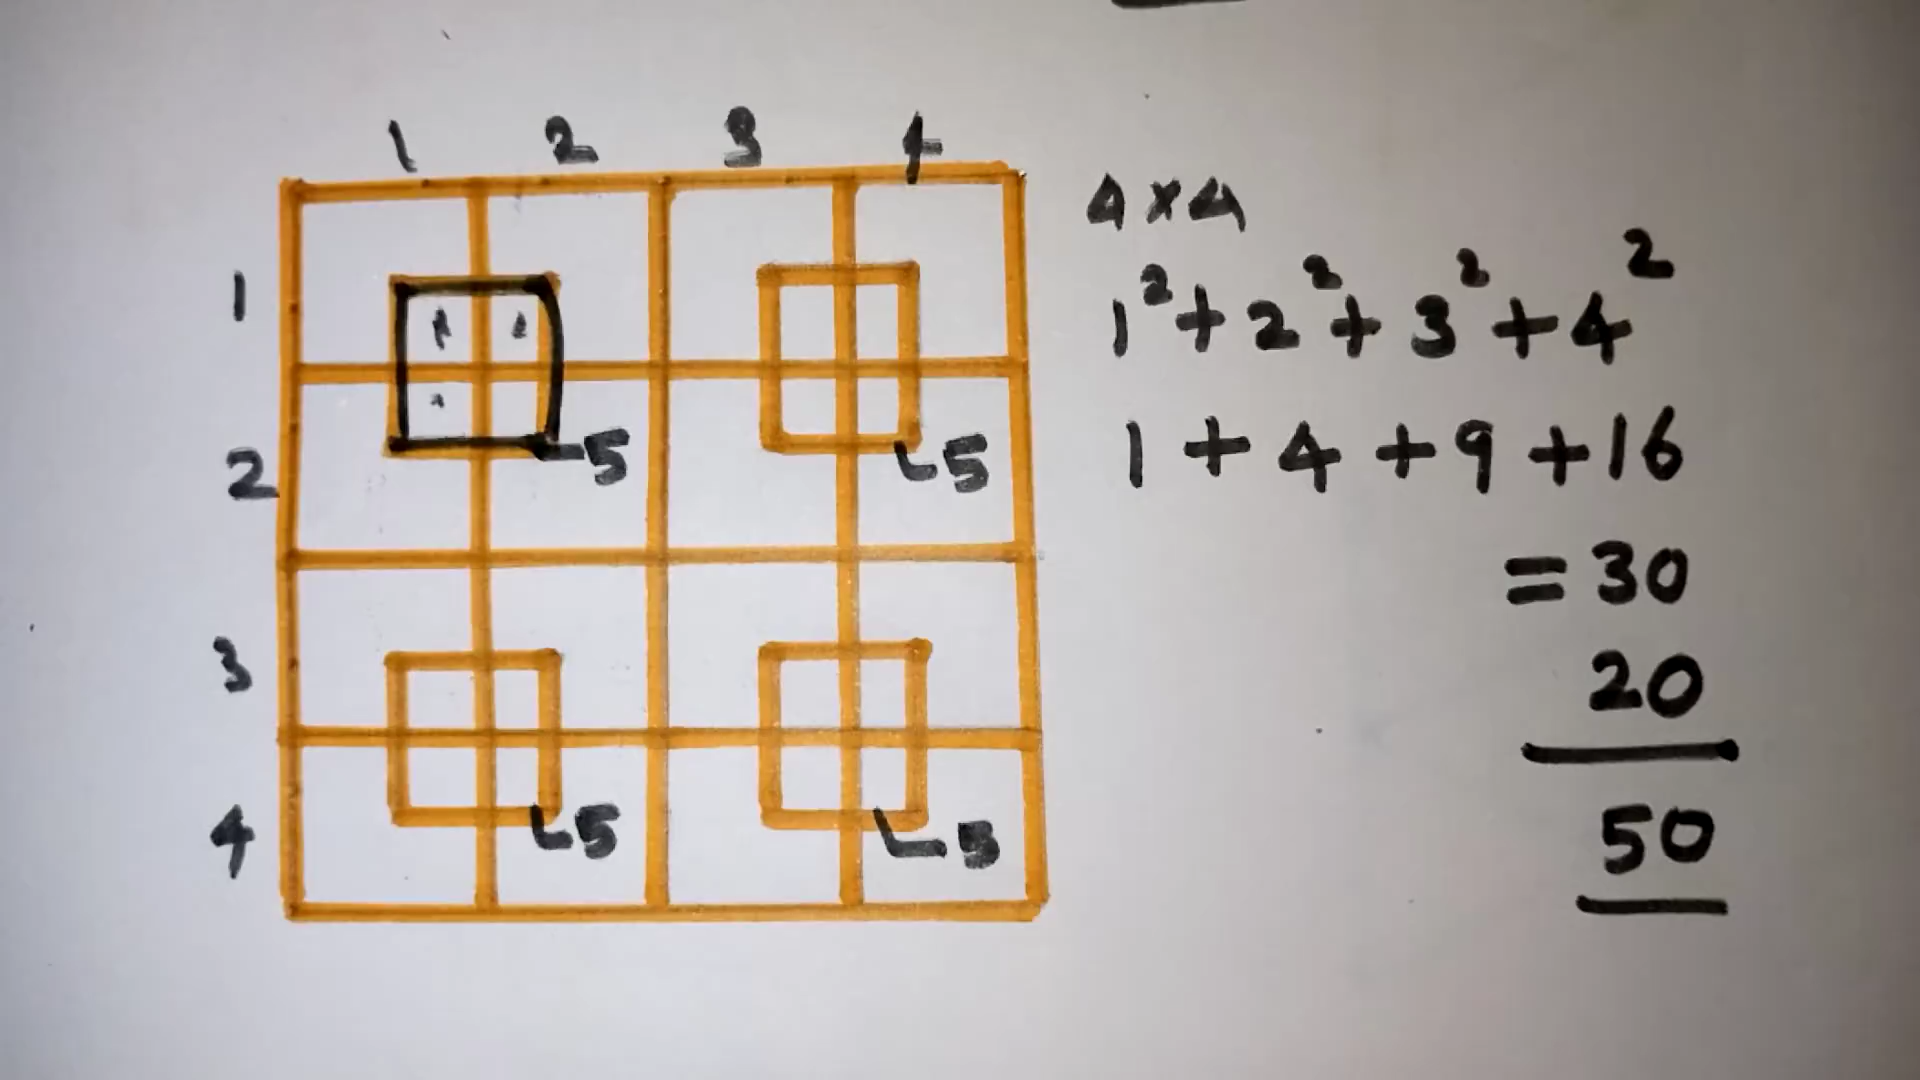 1 2 3 4
1
2
3
4
5
5
5
5
4 × 4
1² + 2² + 3² + 4²
1 + 4 + 9 + 16
= 30
20
50